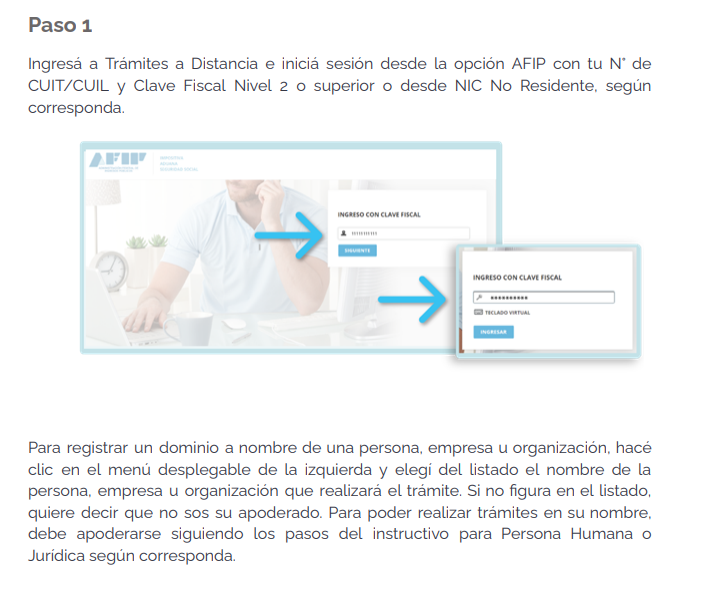 Paso 1
Ingresá a Trámites a Distancia e iniciá sesión desde la opción AFIP con tu N° de
CUIT/CUIL y Clave Fiscal Nivel 2 o superior o desde NIC No Residente, según
corresponda.
AFIP
INGRESO CON CLAVE FISCAL
11111111111
SIGUIENTE
INGRESO CON CLAVE FISCAL
••••••••••
TECLADO VIRTUAL
INGRESAR
Para registrar un dominio a nombre de una persona, empresa u organización, hacé
clic en el menú desplegable de la izquierda y elegí del listado el nombre de la
persona, empresa u organización que realizará el trámite. Si no figura en el listado,
quiere decir que no sos su apoderado. Para poder realizar trámites en su nombre,
debe apoderarse siguiendo los pasos del instructivo para Persona Humana o
Jurídica según corresponda.